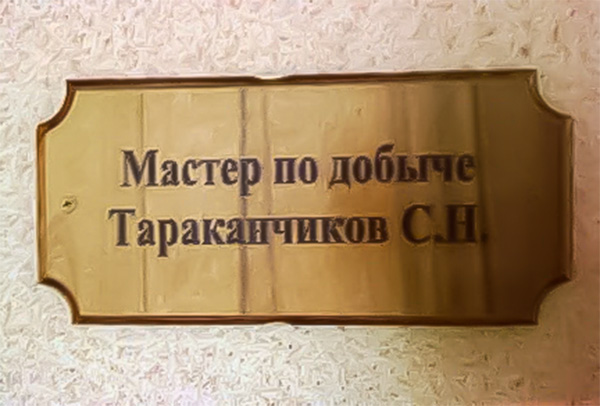 Мастер по добыче
Тараканчиков С.Н.